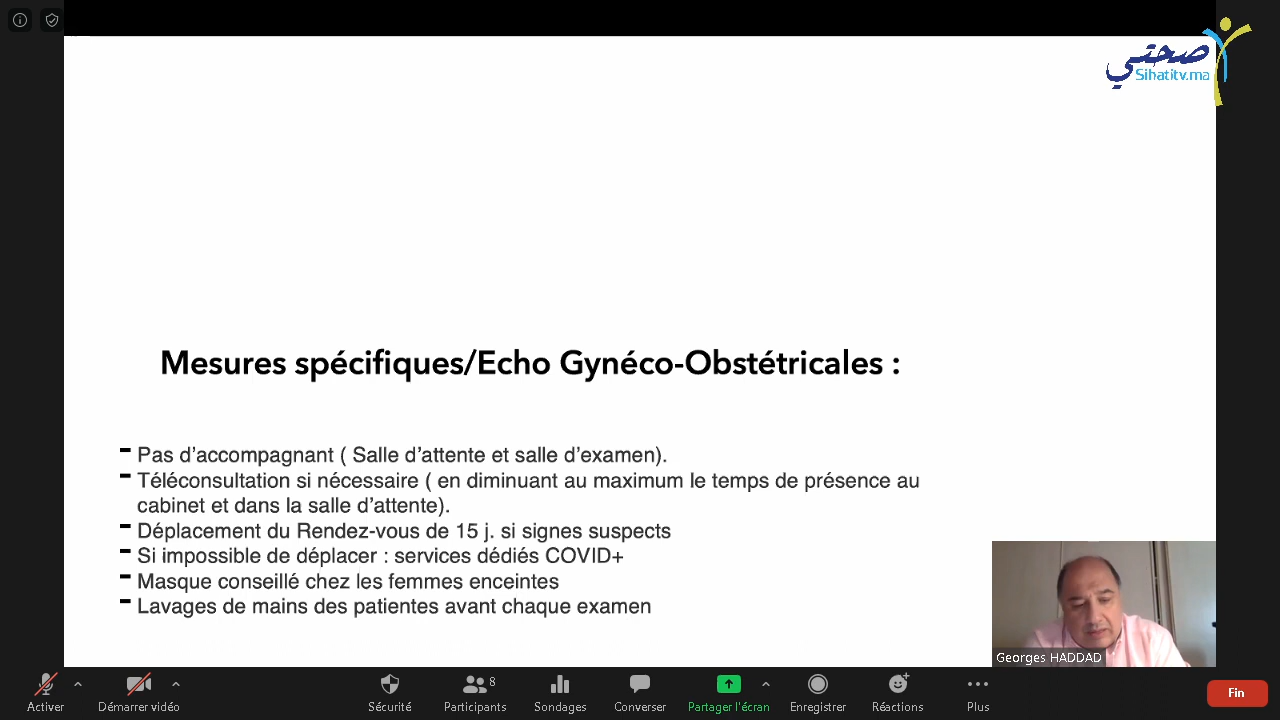 صحتي
Sihatitv.ma
Mesures spécifiques/Echo Gynéco-Obstétricales :
- Pas d’accompagnant ( Salle d’attente et salle d’examen).
- Téléconsultation si nécessaire ( en diminuant au maximum le temps de présence au
cabinet et dans la salle d’attente).
- Déplacement du Rendez-vous de 15 j. si signes suspects
- Si impossible de déplacer : services dédiés COVID+
- Masque conseillé chez les femmes enceintes
- Lavages de mains des patientes avant chaque examen
Georges HADDAD
8
Activer
Démarrer vidéo
Sécurité
Participants
Sondages
Converser
Partager l'écran
Enregistrer
Réactions
Plus
Fin